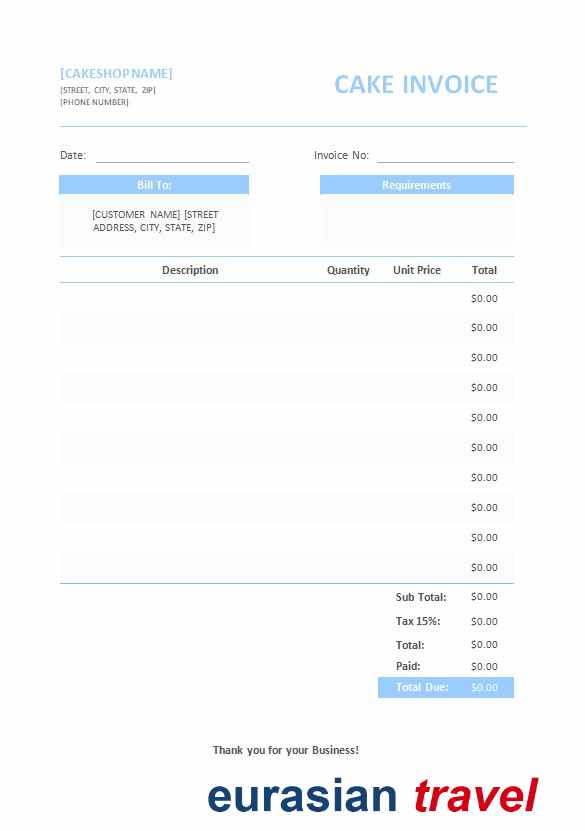 [CAKESHOP NAME]
[STREET, CITY, STATE, ZIP]
[PHONE NUMBER]
CAKE INVOICE
Date:
Invoice No:
Bill To:
Requirements
[CUSTOMER NAME] [STREET
ADDRESS, CITY, STATE, ZIP]
Description Quantity Unit Price Total
$0.00
$0.00
$0.00
$0.00
$0.00
$0.00
$0.00
$0.00
$0.00
$0.00
Sub Total: $0.00
Tax 15%: $0.00
Total: $0.00
Paid: $0.00
Total Due: $0.00
Thank you for your Business!
eurasian travel